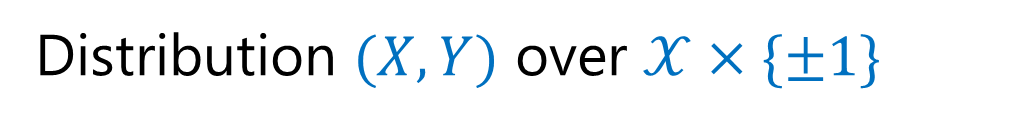 Distribution (X, Y) over 𝒳 × {±1}